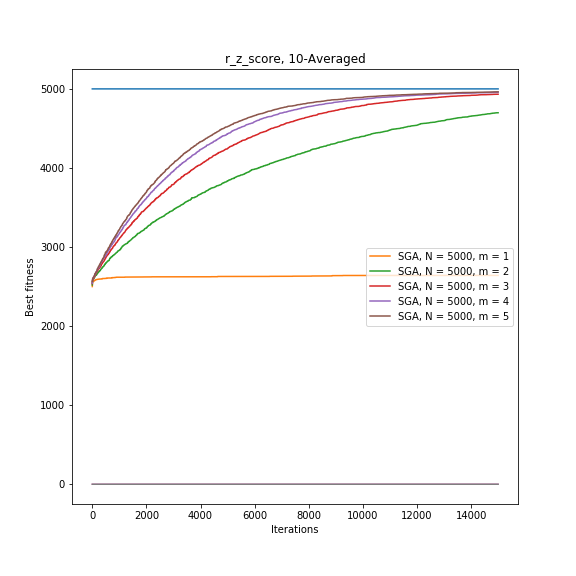 r_z_score, 10-Averaged
5000
4000
3000
2000
1000
0
Best fitness
SGA, N = 5000, m = 1
SGA, N = 5000, m = 2
SGA, N = 5000, m = 3
SGA, N = 5000, m = 4
SGA, N = 5000, m = 5
0 2000 4000 6000 8000 10000 12000 14000
Iterations